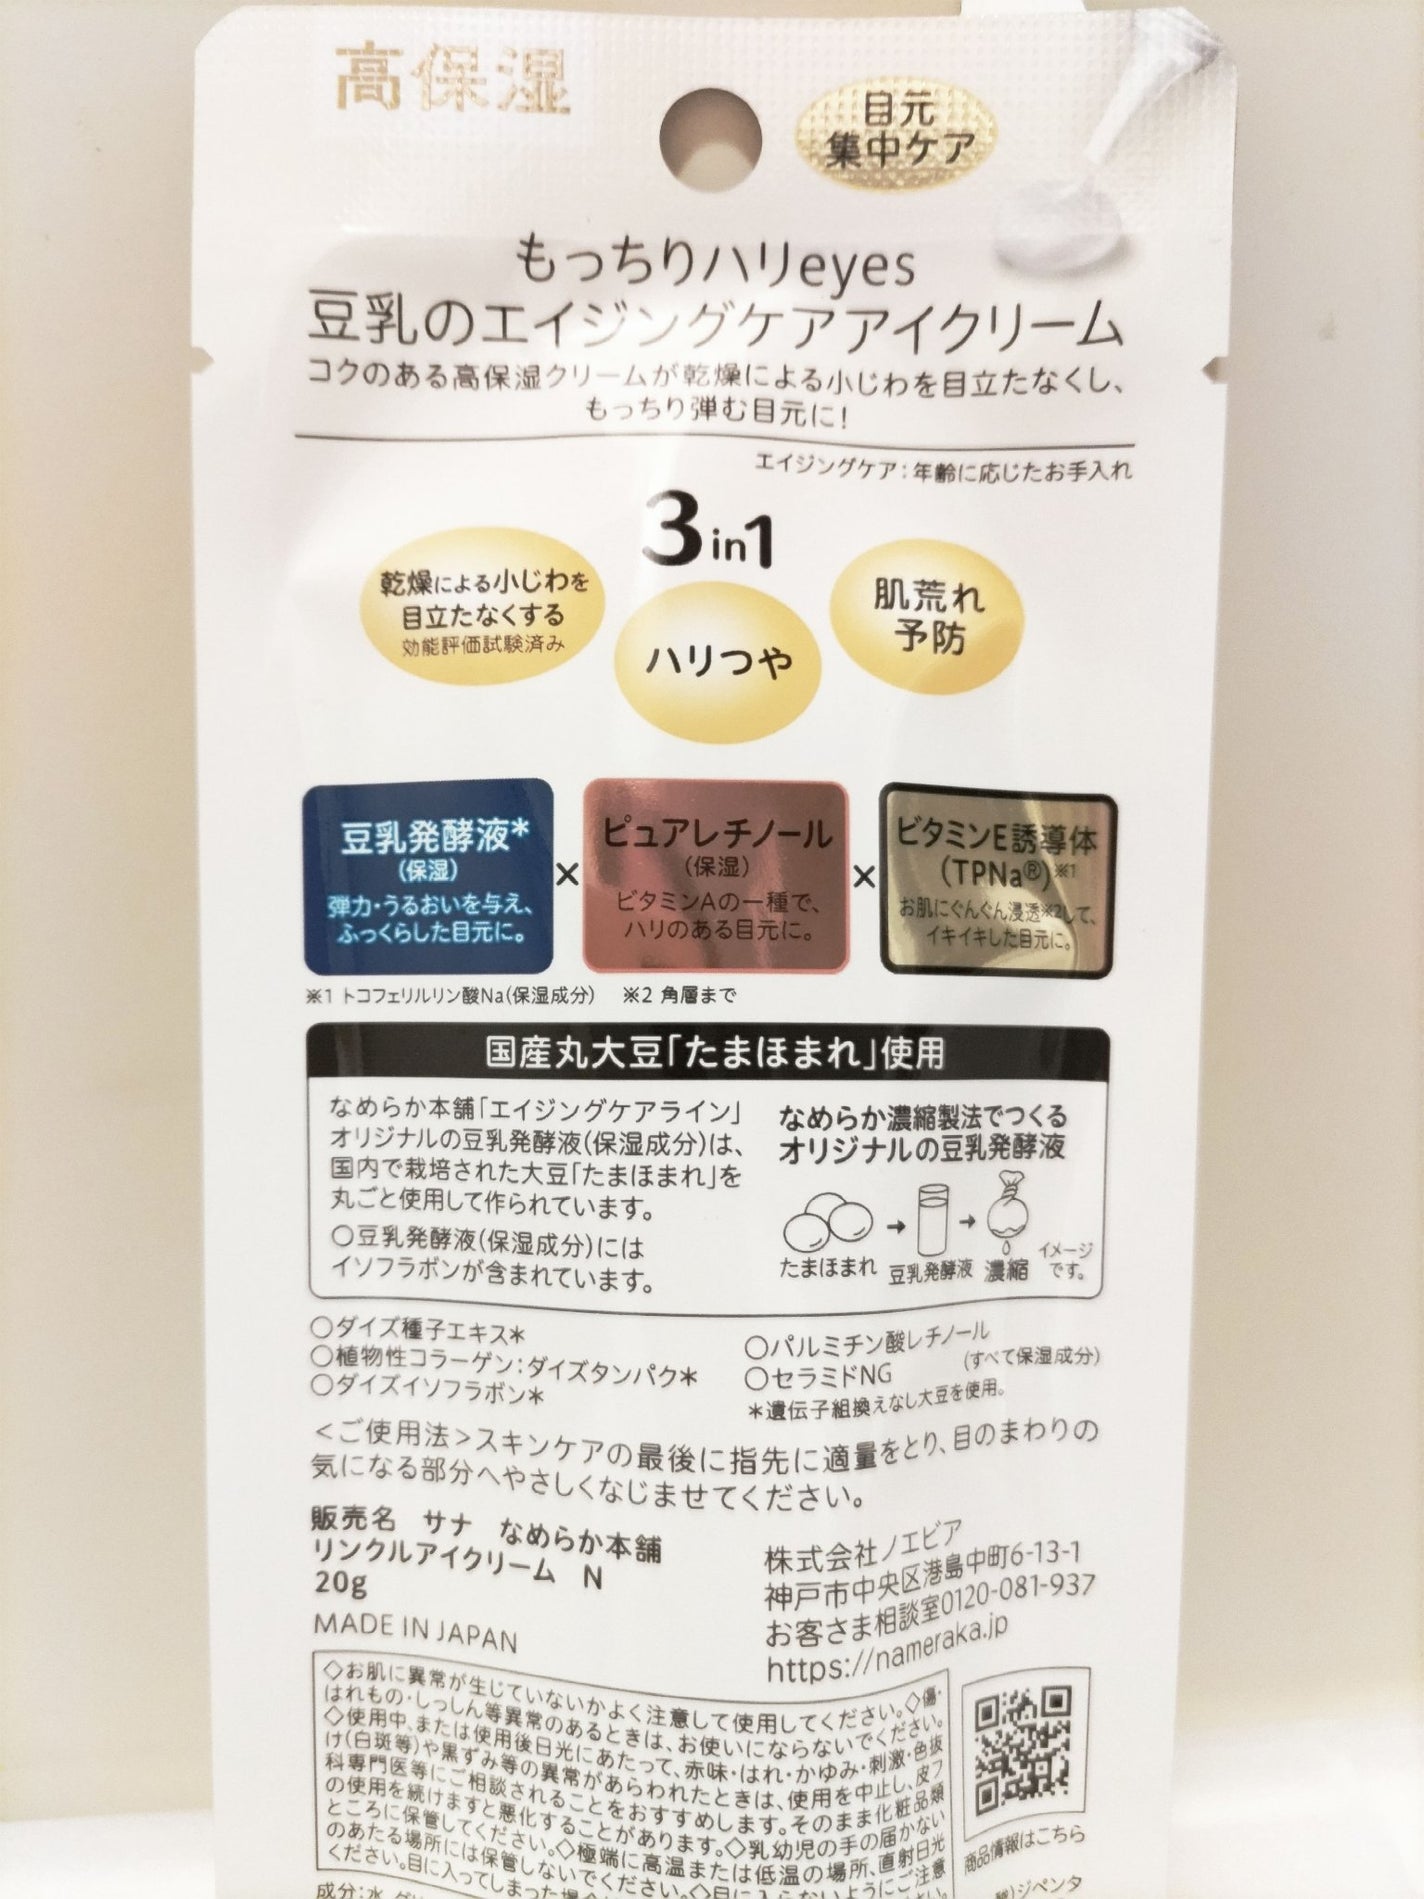 高保湿
目元
集中ケア
もっちりハリeyes
豆乳のエイジングケアアイクリーム
コクのある高保湿クリームが乾燥による小じわを目立たなくし、
もっちり弾む目元に!
エイジングケア:年齢に応じたお手入れ
3in1
乾燥による小じわを
目立たなくする
効能評価試験済み
ハリつや
肌荒れ
予防
豆乳発酵液*
(保湿)
弾力・うるおいを与え、
ふっくらした目元に。
×
ピュアレチノール
(保湿)
ビタミンAの一種で、
ハリのある目元に。
×
ビタミンE誘導体
(TPNa®)※1
お肌にぐんぐん浸透※2して、
イキイキした目元に。
※1 トコフェリルリン酸Na(保湿成分) ※2 角層まで
国産丸大豆「たまほまれ」使用
なめらか本舗「エイジングケアライン」
オリジナルの豆乳発酵液(保湿成分)は、
国内で栽培された大豆「たまほまれ」を
丸ごと使用して作られています。
○豆乳発酵液(保湿成分)には
イソフラボンが含まれています。
なめらか濃縮製法でつくる
オリジナルの豆乳発酵液
たまほまれ
→
豆乳発酵液
→
濃縮
イメージ
です。
○ダイズ種子エキス*
○植物性コラーゲン:ダイズタンパク*
○ダイズイソフラボン*
○パルミチン酸レチノール
○セラミドNG (すべて保湿成分)
*遺伝子組換えなし大豆を使用。
<ご使用法>スキンケアの最後に指先に適量をとり、目のまわりの
気になる部分へやさしくなじませてください。
販売名 サナ なめらか本舗
リンクルアイクリーム N
20g
MADE IN JAPAN
株式会社ノエビア
神戸市中央区港島中町6-13-1
お客さま相談室0120-081-937
https://nameraka.jp
◇お肌に異常が生じていないかよく注意して使用してください。◇傷・
はれもの・しっしん等異常のあるときは、お使いにならないでください。
◇使用中、または使用後日光にあたって、赤味・はれ・かゆみ・刺激・色抜
け(白斑等)や黒ずみ等の異常があらわれたときは、使用を中止し、皮フ
科専門医等にご相談されることをおすすめします。そのまま化粧品類
の使用を続けますと悪化することがあります。◇乳幼児の手の届かない
ところに保管してください。◇極端に高温または低温の場所、直射日光
のあたる場所には保管しないでください。◇目に入らないようにご注意
ください。目に入ってしまった場合
商品情報はこちら
成分:水、
ジペンタ